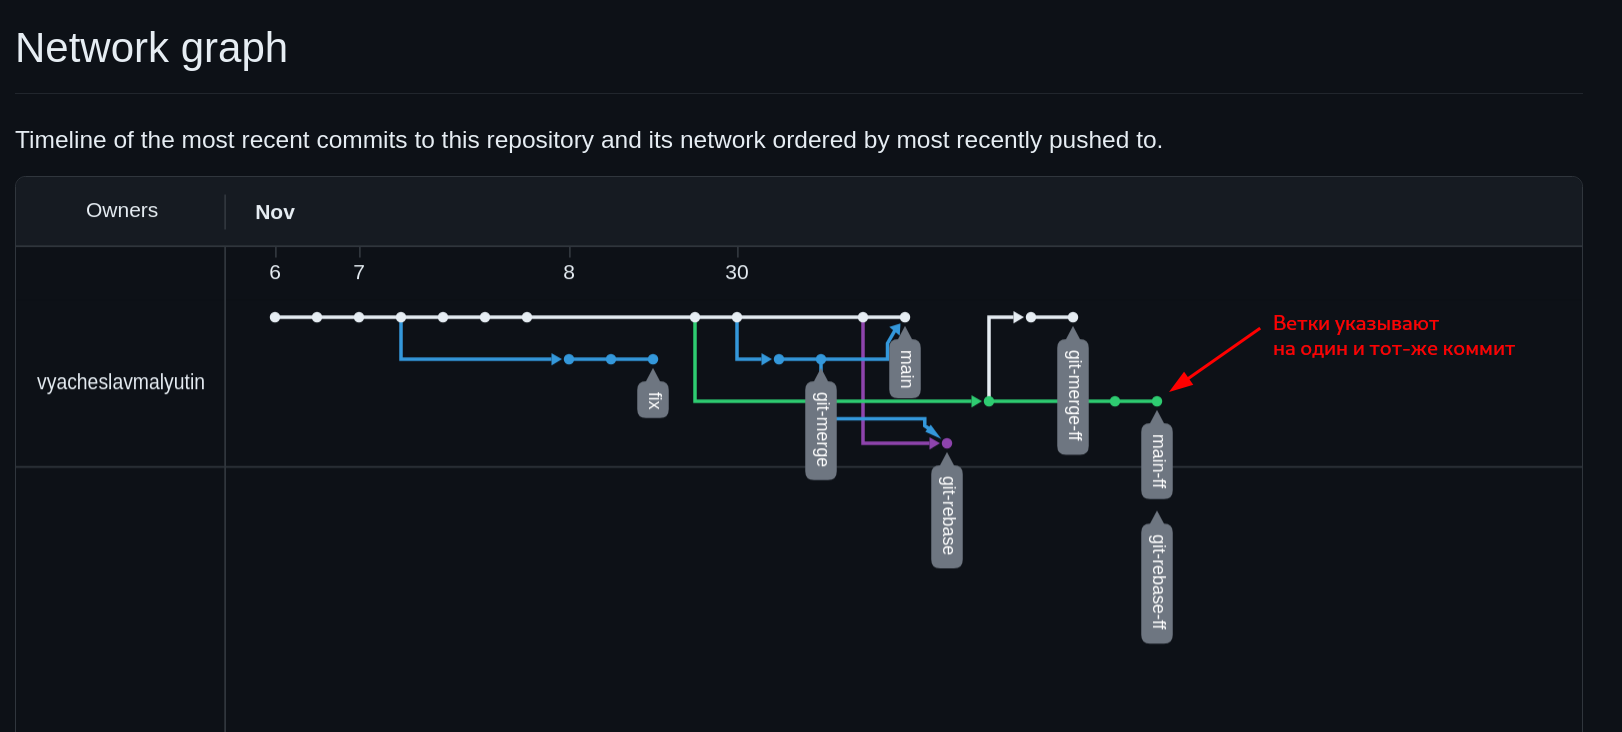 Network graph
Timeline of the most recent commits to this repository and its network ordered by most recently pushed to.
Owners
Nov
6
7
8
30
vyacheslavmalyutin
Ветки указывают
на один и тот-же коммит
fix
git-merge
main
git-rebase
git-merge-ff
main-ff
git-rebase-ff